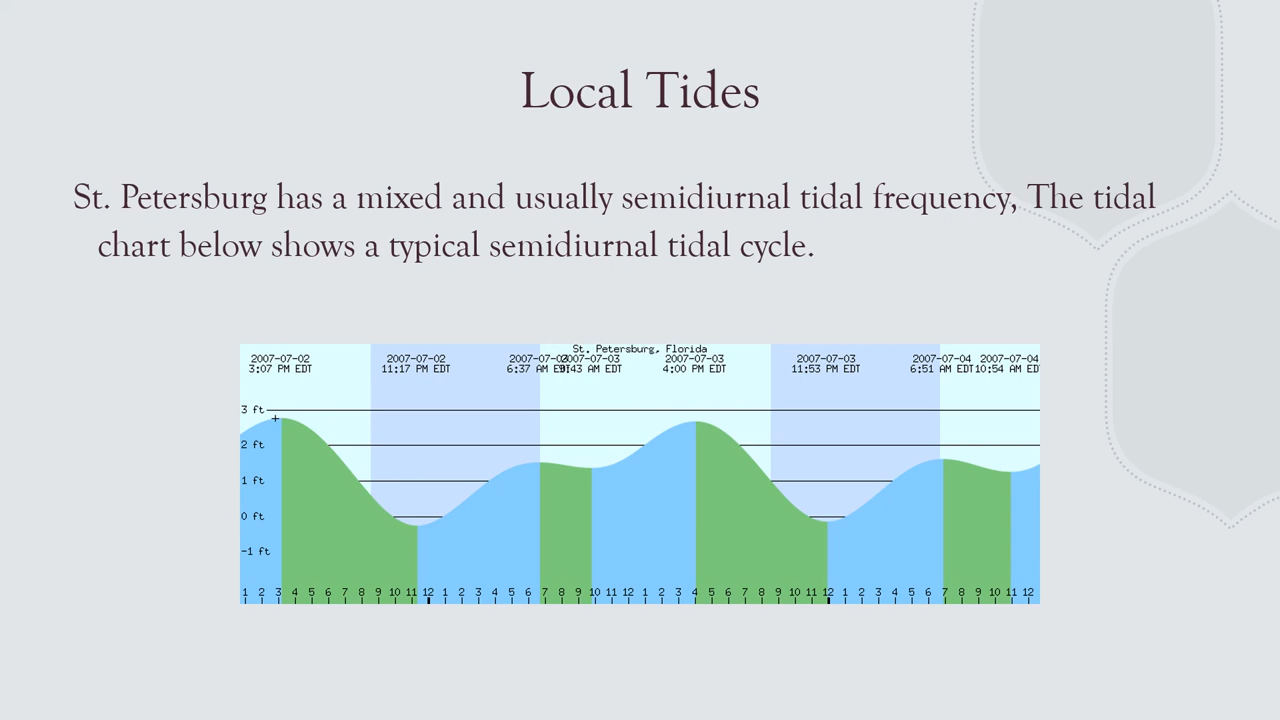 Local Tides
St. Petersburg has a mixed and usually semidiurnal tidal frequency, The tidal
chart below shows a typical semidiurnal tidal cycle.
St. Petersburg, Florida
2007-07-02 2007-07-02 2007-07-03 2007-07-03 2007-07-03 2007-07-04 2007-07-04
3:07 PM EDT 11:17 PM EDT 6:37 AM EDT 9:43 AM EDT 4:00 PM EDT 11:53 PM EDT 6:51 AM EDT 10:54 AM EDT
3 ft
2 ft
1 ft
0 ft
-1 ft
1 2 3 4 5 6 7 8 9 10 11 12 1 2 3 4 5 6 7 8 9 10 11 12 1 2 3 4 5 6 7 8 9 10 11 12 1 2 3 4 5 6 7 8 9 10 11 12